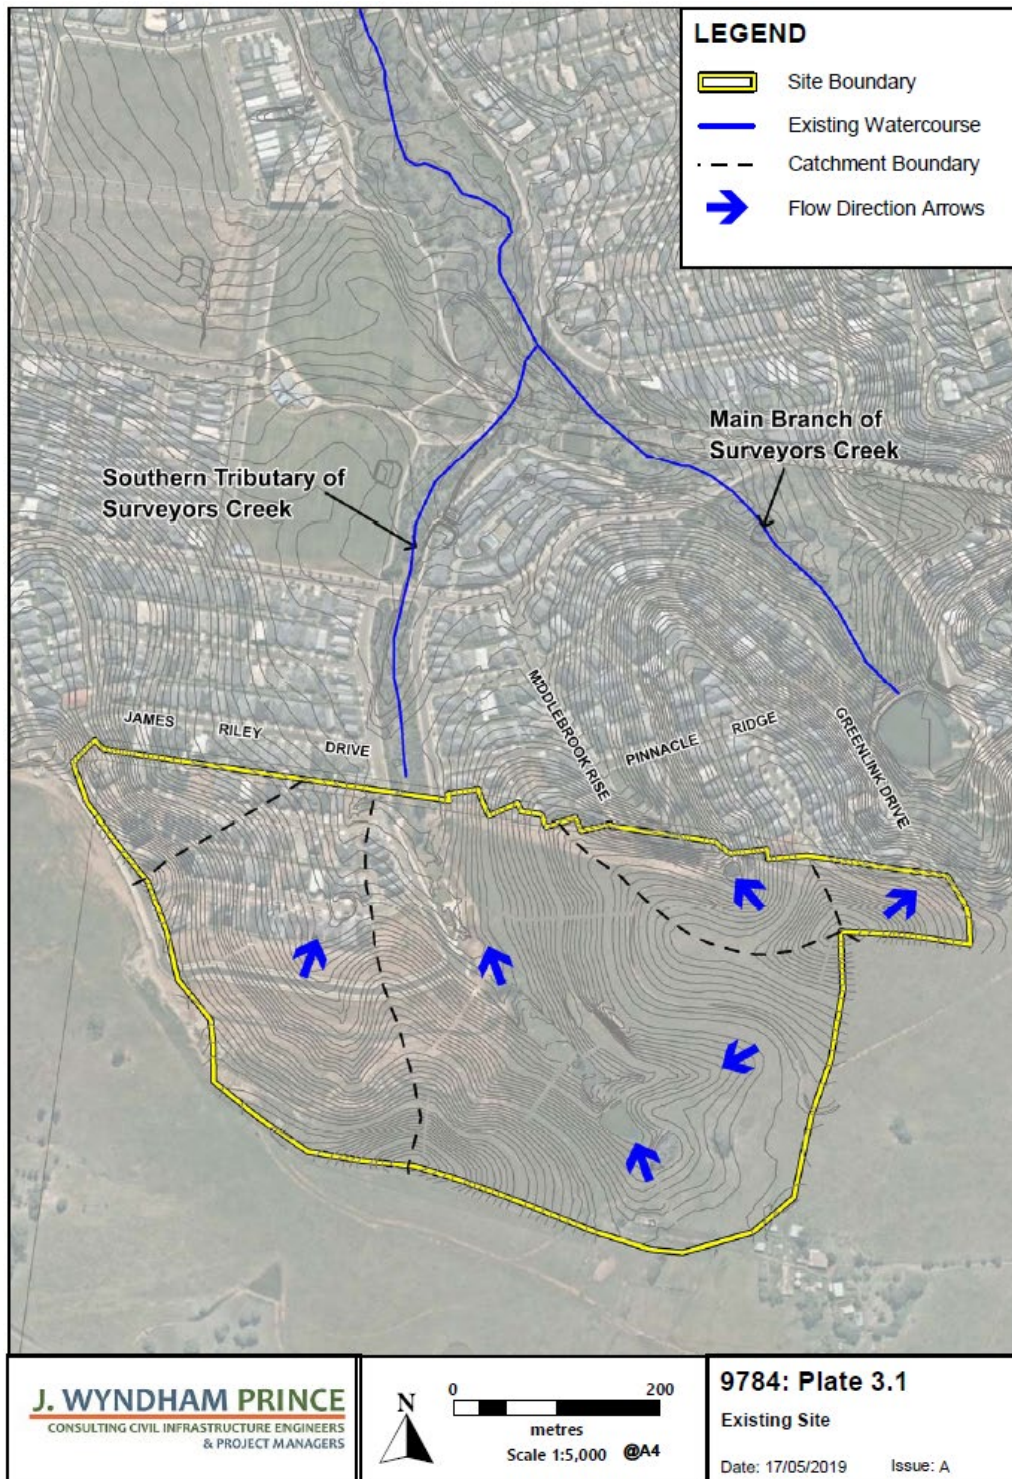 LEGEND
Site Boundary
Existing Watercourse
Catchment Boundary
Flow Direction Arrows
Main Branch of
Surveyors Creek
Southern Tributary of
Surveyors Creek
JAMES RILEY DRIVE
MIDDLEBROOK RISE
PINNACLE RIDGE
GREENLINK DRIVE
J. WYNDHAM PRINCE
CONSULTING CIVIL INFRASTRUCTURE ENGINEERS
& PROJECT MANAGERS
N
0 200
metres
Scale 1:5,000 @A4
9784: Plate 3.1
Existing Site
Date: 17/05/2019 Issue: A